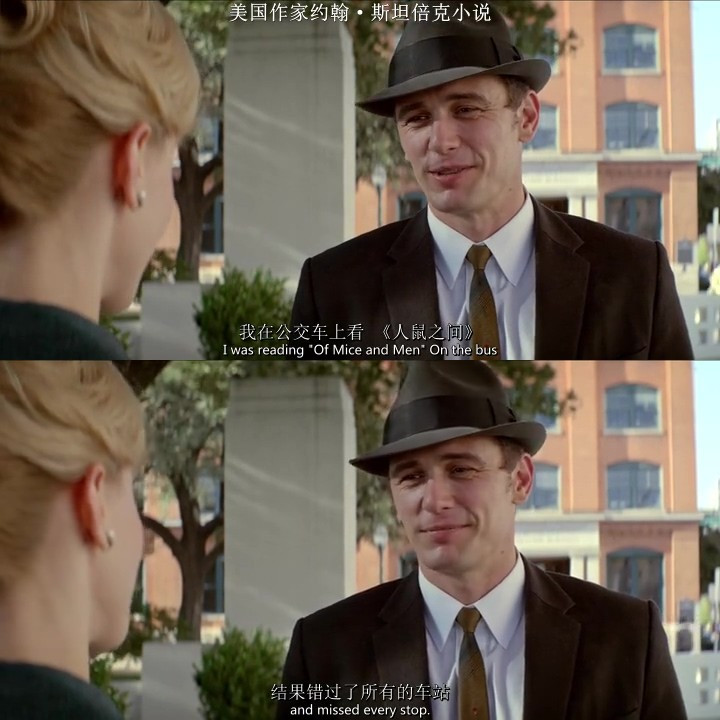 美国作家约翰·斯坦倍克小说
我在公交车上看 《人鼠之间》
I was reading "Of Mice and Men" On the bus
结果错过了所有的车站
and missed every stop.